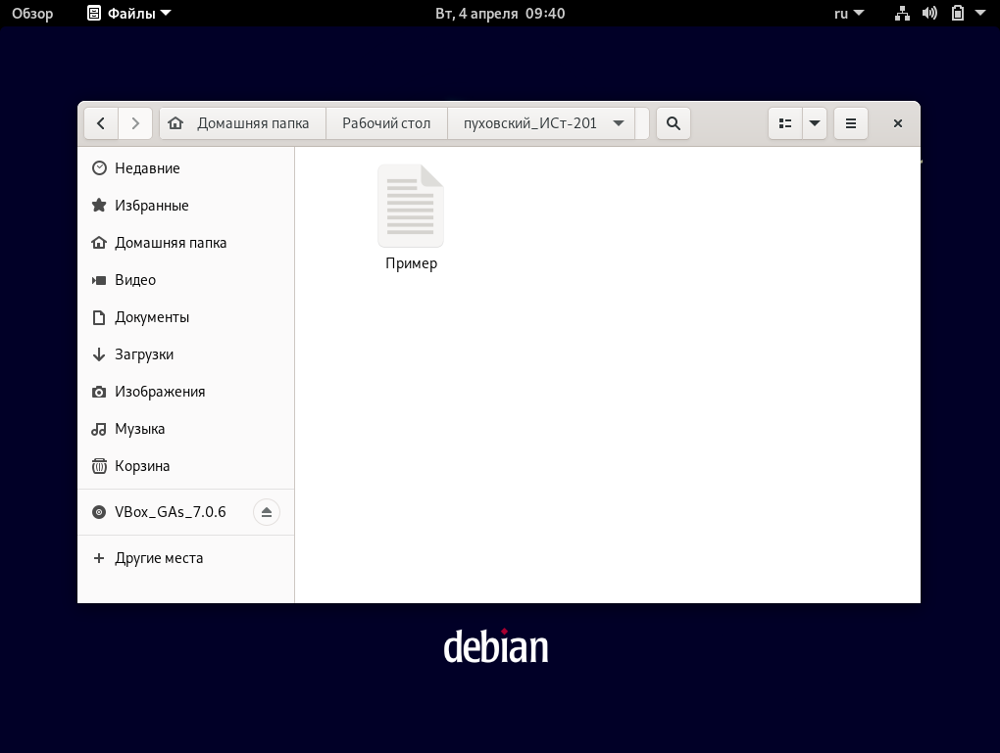 Обзор Файлы Вт, 4 апреля 09:40 ru
Домашняя папка Рабочий стол пуховский_ИСт-201
Недавние
Избранные
Домашняя папка
Видео
Документы
Загрузки
Изображения
Музыка
Корзина
VBox_GAs_7.0.6
Другие места
Пример
debian